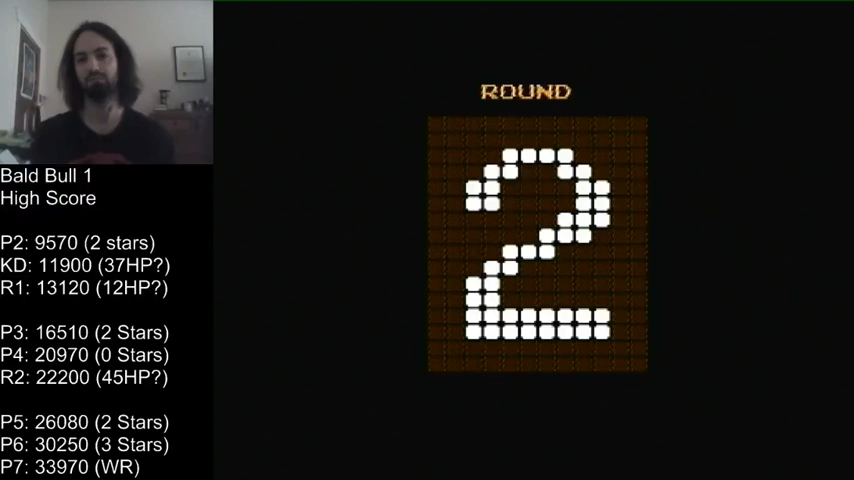 Bald Bull 1
High Score
P2: 9570 (2 stars)
KD: 11900 (37HP?)
R1: 13120 (12HP?)
P3: 16510 (2 Stars)
P4: 20970 (0 Stars)
R2: 22200 (45HP?)
P5: 26080 (2 Stars)
P6: 30250 (3 Stars)
P7: 33970 (WR)
ROUND
2